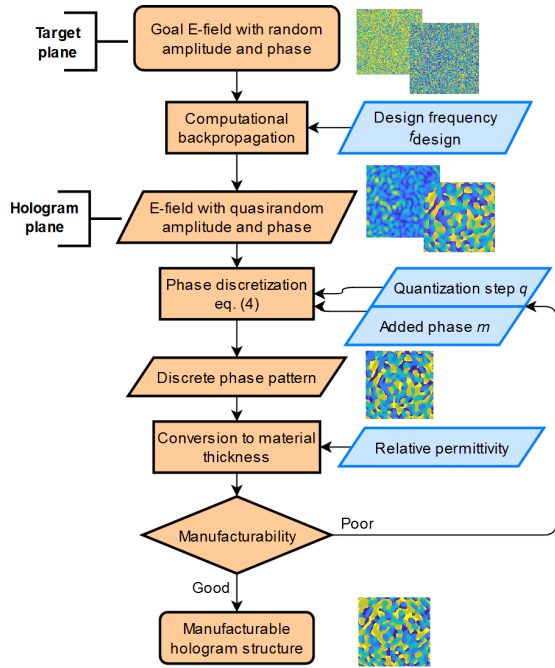 Target
plane
Goal E-field with random
amplitude and phase
Computational
backpropagation
Design frequency
fdesign
Hologram
plane
E-field with quasirandom
amplitude and phase
Phase discretization
eq. (4)
Quantization step q
Added phase m
Discrete phase pattern
Conversion to material
thickness
Relative permittivity
Manufacturability
Poor
Good
Manufacturable
hologram structure